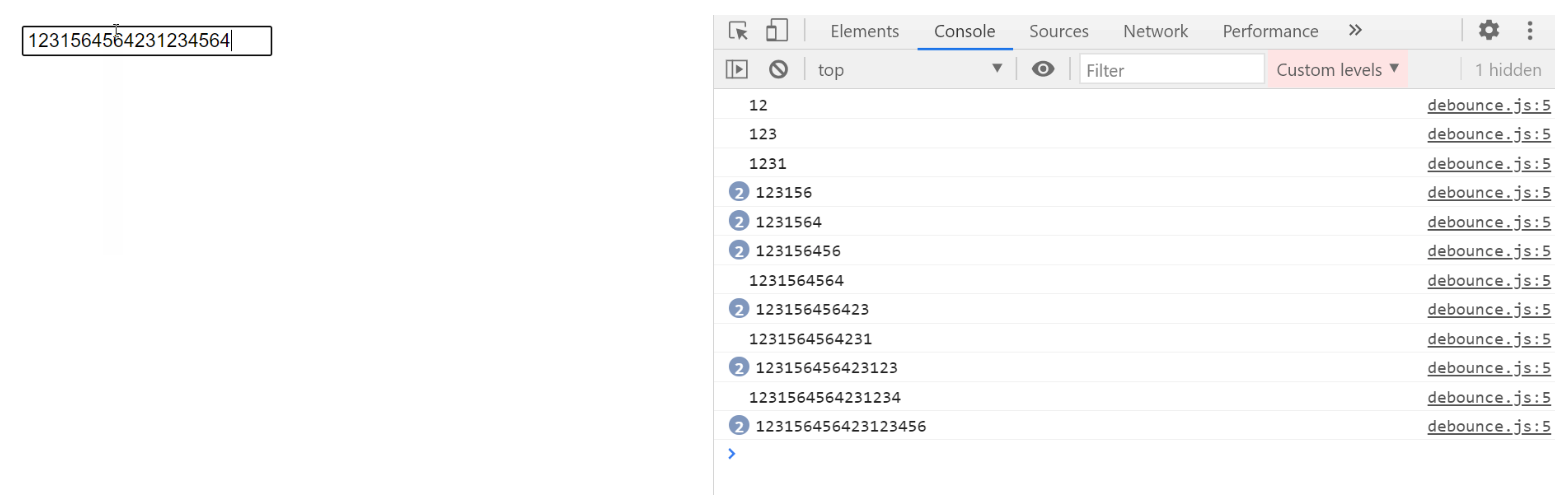 1231564564231234564
Elements Console Sources Network Performance »
top Filter Custom levels 1 hidden
12 debounce.js:5
123 debounce.js:5
1231 debounce.js:5
2 123156 debounce.js:5
2 1231564 debounce.js:5
2 123156456 debounce.js:5
1231564564 debounce.js:5
2 123156456423 debounce.js:5
1231564564231 debounce.js:5
2 123156456423123 debounce.js:5
1231564564231234 debounce.js:5
2 123156456423123456 debounce.js:5